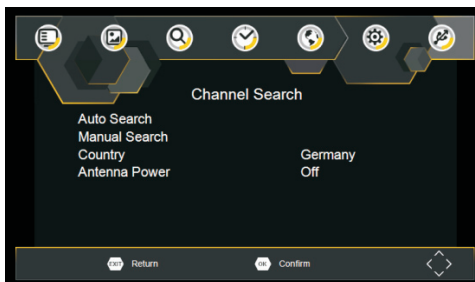 Channel Search
Auto Search
Manual Search
Country Germany
Antenna Power Off
EXIT Return OK Confirm